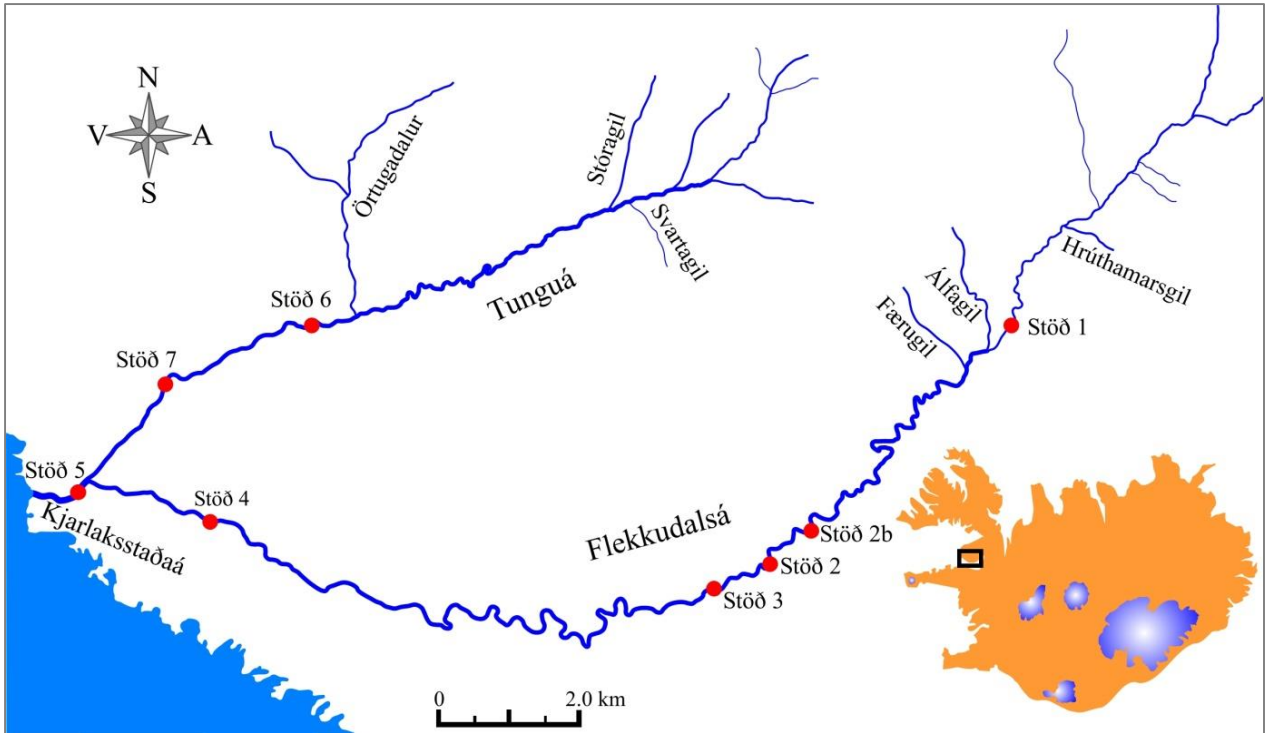 N
V A
S
Örtugadalur
Stóragil
Svartagil
Tunguá
Hrúthamarsgil
Álfagil
Færugil
Stöð 1
Stöð 6
Stöð 7
Stöð 5
Stöð 4
Kjarlaksstaðaá
Flekkudalsá
Stöð 2b
Stöð 2
Stöð 3
0 2.0 km